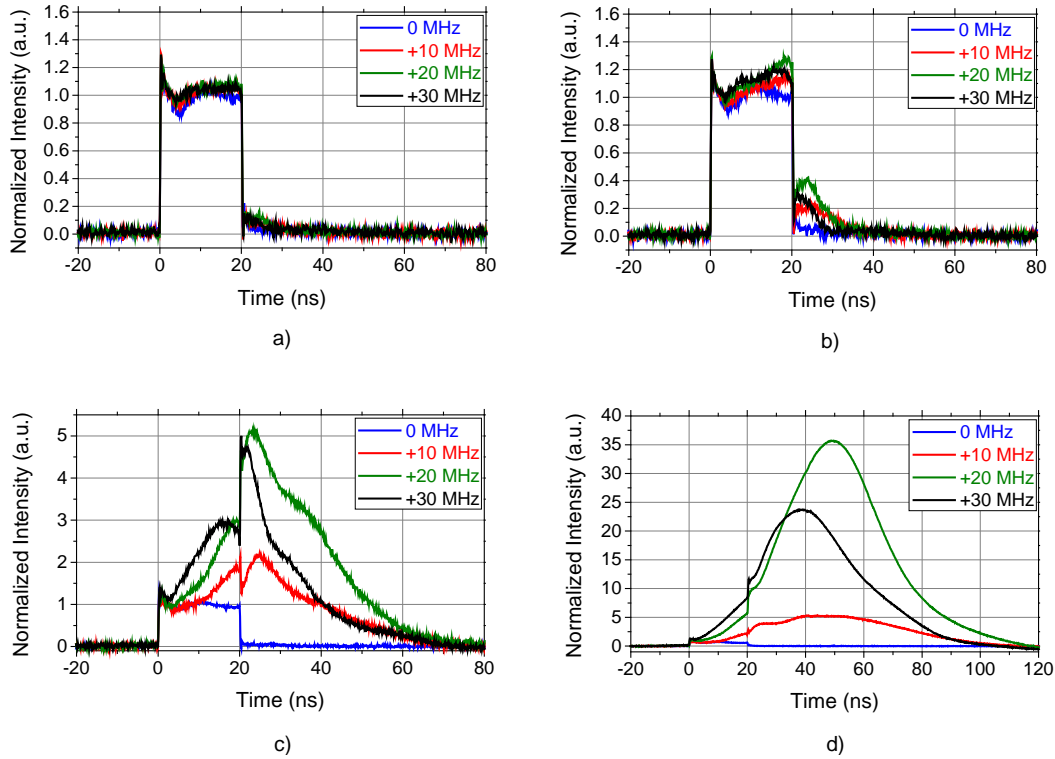 1.6
1.4
1.2
1.0
0.8
0.6
0.4
0.2
0.0
Normalized Intensity (a.u.)
-20 0 20 40 60 80
Time (ns)
0 MHz
+10 MHz
+20 MHz
+30 MHz
a)
1.6
1.4
1.2
1.0
0.8
0.6
0.4
0.2
0.0
Normalized Intensity (a.u.)
-20 0 20 40 60 80
Time (ns)
0 MHz
+10 MHz
+20 MHz
+30 MHz
b)
5
4
3
2
1
0
Normalized Intensity (a.u.)
-20 0 20 40 60 80
Time (ns)
0 MHz
+10 MHz
+20 MHz
+30 MHz
c)
40
35
30
25
20
15
10
5
0
Normalized Intensity (a.u.)
-20 0 20 40 60 80 100 120
Time (ns)
0 MHz
+10 MHz
+20 MHz
+30 MHz
d)